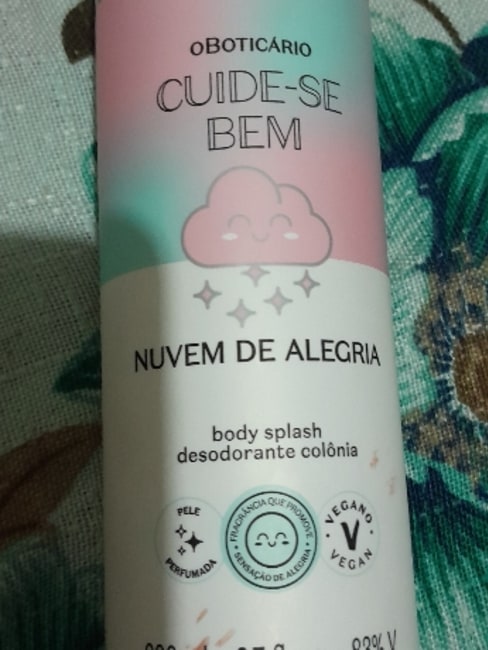 oBOTICÁRIO
CUIDE-SE
BEM
NUVEM DE ALEGRIA
body splash
desodorante colônia
PELE
PERFUMADA
FRAGRÂNCIA QUE PROMOVE
SENSAÇÃO DE ALEGRIA
VEGANO
V
VEGAN